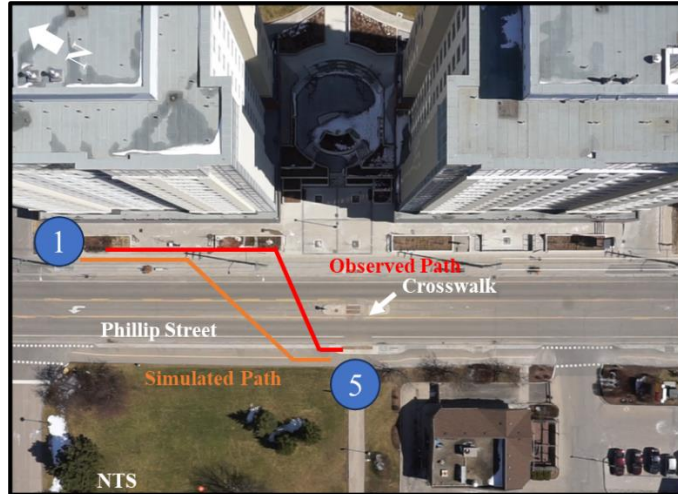 N
1
Observed Path
Crosswalk
Phillip Street
Simulated Path
5
NTS